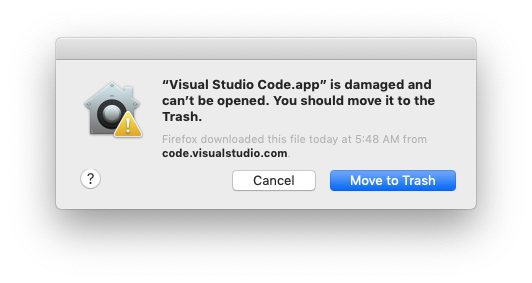 “Visual Studio Code.app” is damaged and
can’t be opened. You should move it to the
Trash.
Firefox downloaded this file today at 5:48 AM from
code.visualstudio.com.
?
Cancel
Move to Trash